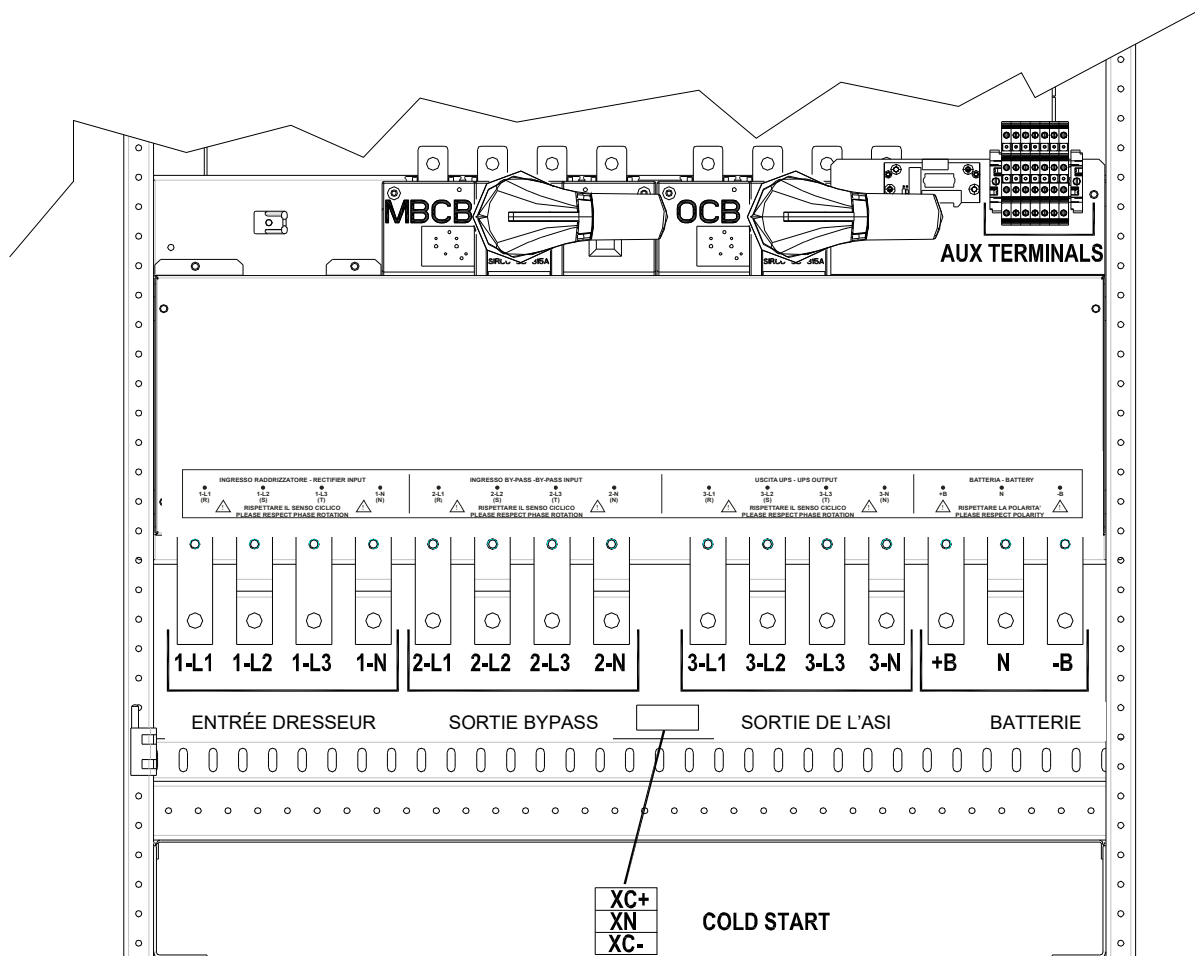 MBCB
OCB
AUX TERMINALS
INGRESSO RADDRIZZATORE - RECTIFIER INPUT
1-L1 1-L2 1-L3 1-N
(R) (S) (T) (N)
RISPETTARE IL SENSO CICLICO
PLEASE RESPECT PHASE ROTATION
INGRESSO BY-PASS -BY-PASS INPUT
2-L1 2-L2 2-L3 2-N
(R) (S) (T) (N)
RISPETTARE IL SENSO CICLICO
PLEASE RESPECT PHASE ROTATION
USCITA UPS - UPS OUTPUT
3-L1 3-L2 3-L3 3-N
(R) (S) (T) (N)
RISPETTARE IL SENSO CICLICO
PLEASE RESPECT PHASE ROTATION
BATTERIA - BATTERY
+B N -B
RISPETTARE LA POLARITA'
PLEASE RESPECT POLARITY
1-L1 1-L2 1-L3 1-N 2-L1 2-L2 2-L3 2-N 3-L1 3-L2 3-L3 3-N +B N -B
ENTRÉE DRESSEUR SORTIE BYPASS SORTIE DE L'ASI BATTERIE
XC+
XN
XC-
COLD START